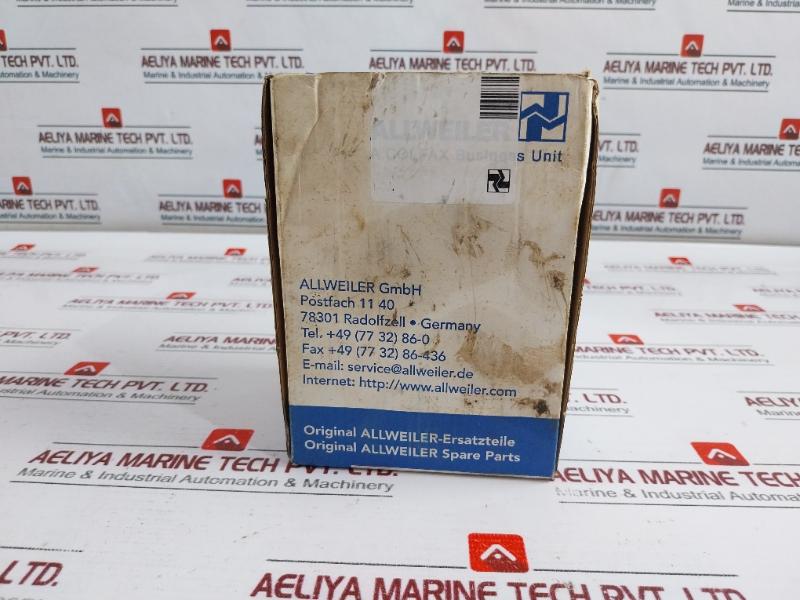 ALLWEILER
A COLFAX Business Unit
ALLWEILER GmbH
Postfach 11 40
78301 Radolfzell • Germany
Tel. +49 (77 32) 86-0
Fax +49 (77 32) 86-436
E-mail: service@allweiler.de
Internet: http://www.allweiler.com
Original ALLWEILER-Ersatzteile
Original ALLWEILER Spare Parts
AELIYA MARINE TECH PVT. LTD.
Marine & Industrial Automation & Machinery